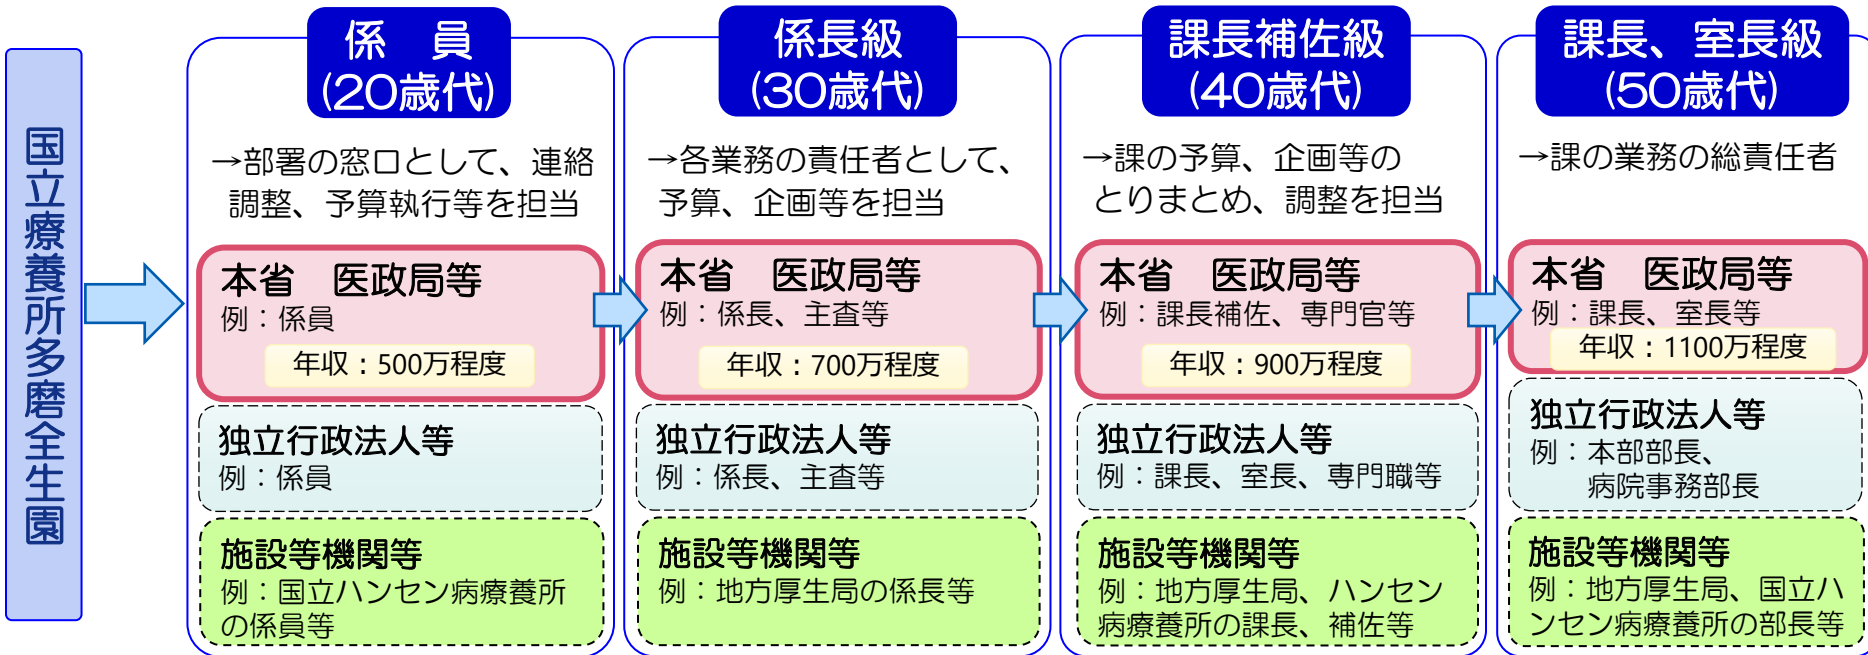 国立療養所多磨全生園
係　員
(20歳代)
→部署の窓口として、連絡
調整、予算執行等を担当
本省　医政局等
例：係員
年収：500万程度
独立行政法人等
例：係員
施設等機関等
例：国立ハンセン病療養所
の係員等
係長級
(30歳代)
→各業務の責任者として、
予算、企画等を担当
本省　医政局等
例：係長、主査等
年収：700万程度
独立行政法人等
例：係長、主査等
施設等機関等
例：地方厚生局の係長等
課長補佐級
(40歳代)
→課の予算、企画等の
とりまとめ、調整を担当
本省　医政局等
例：課長補佐、専門官等
年収：900万程度
独立行政法人等
例：課長、室長、専門職等
施設等機関等
例：地方厚生局、ハンセン
病療養所の課長、補佐等
課長、室長級
(50歳代)
→課の業務の総責任者
本省　医政局等
例：課長、室長等
年収：1100万程度
独立行政法人等
例：本部部長、
病院事務部長
施設等機関等
例：地方厚生局、国立ハ
ンセン病療養所の部長等